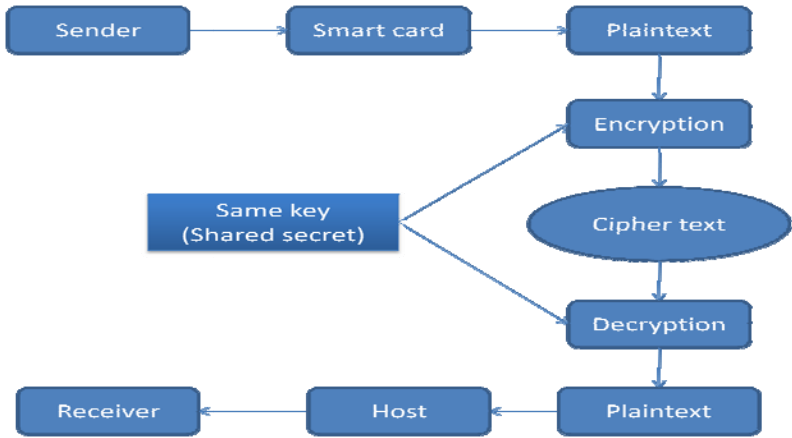 Sender
Smart card
Plaintext
Encryption
Same key
(Shared secret)
Cipher text
Decryption
Receiver
Host
Plaintext